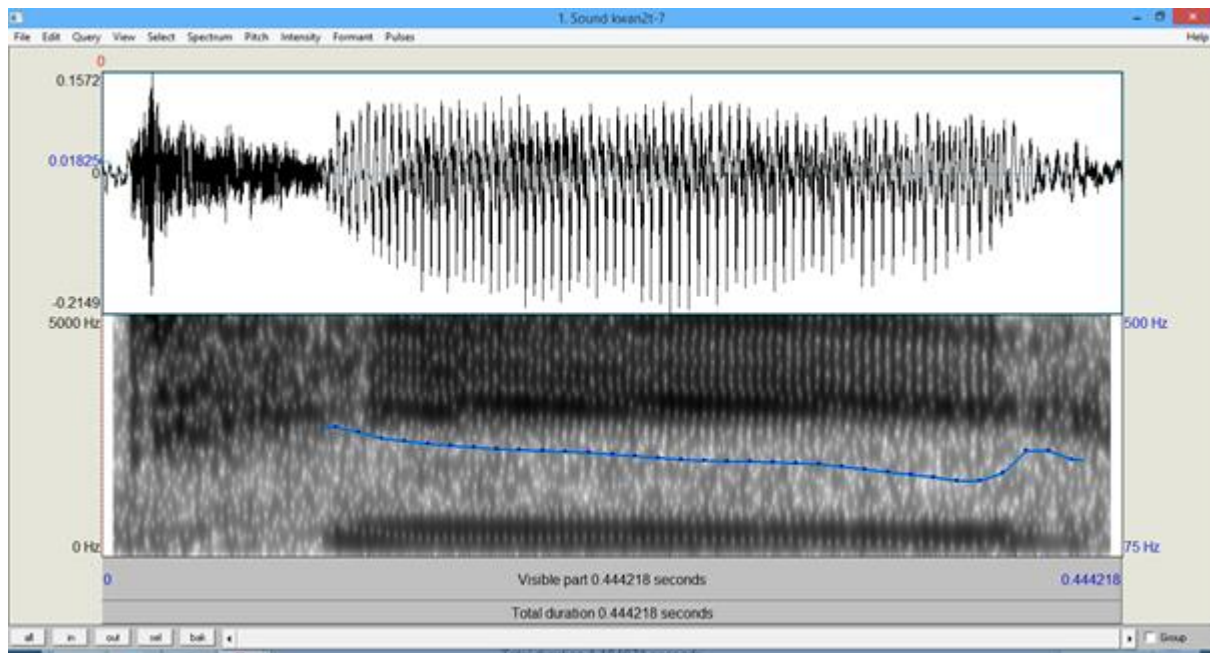 1. Sound kwan2t-7
File Edit Query View Select Spectrum Pitch Intensity Formant Pulses Help
0
0.1572
0.01825
0
-0.2149
5000 Hz 500 Hz
0 Hz 75 Hz
0 Visible part 0.444218 seconds 0.444218
Total duration 0.444218 seconds
all in out sel bak Group